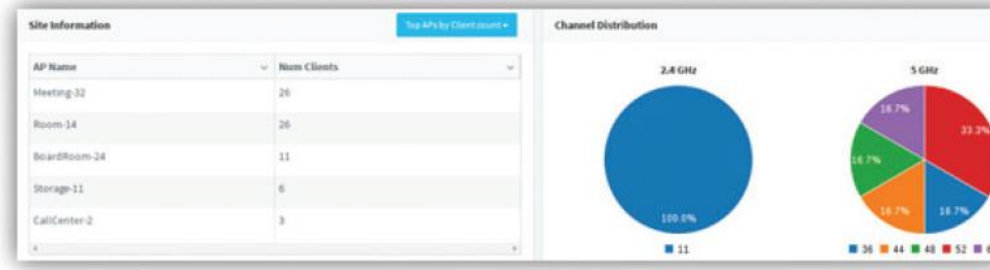 Site Information
Top APs by Client count
Channel Distribution
AP Name
Num Clients
Meeting-32
26
Room-14
26
BoardRoom-24
11
Storage-11
6
CallCenter-2
3
2.4 GHz
100.0%
11
5 GHz
16.7%
33.3%
16.7%
16.7%
16.7%
36 44 48 52